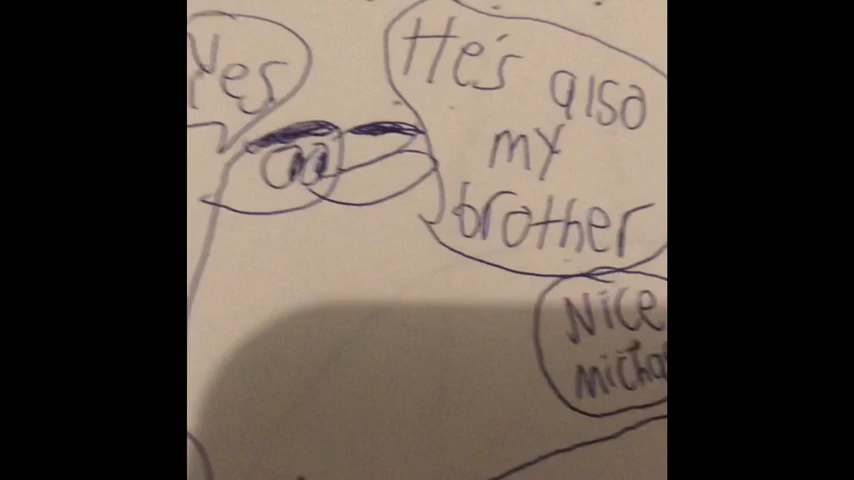 Yes
He's also
my
brother
Nice